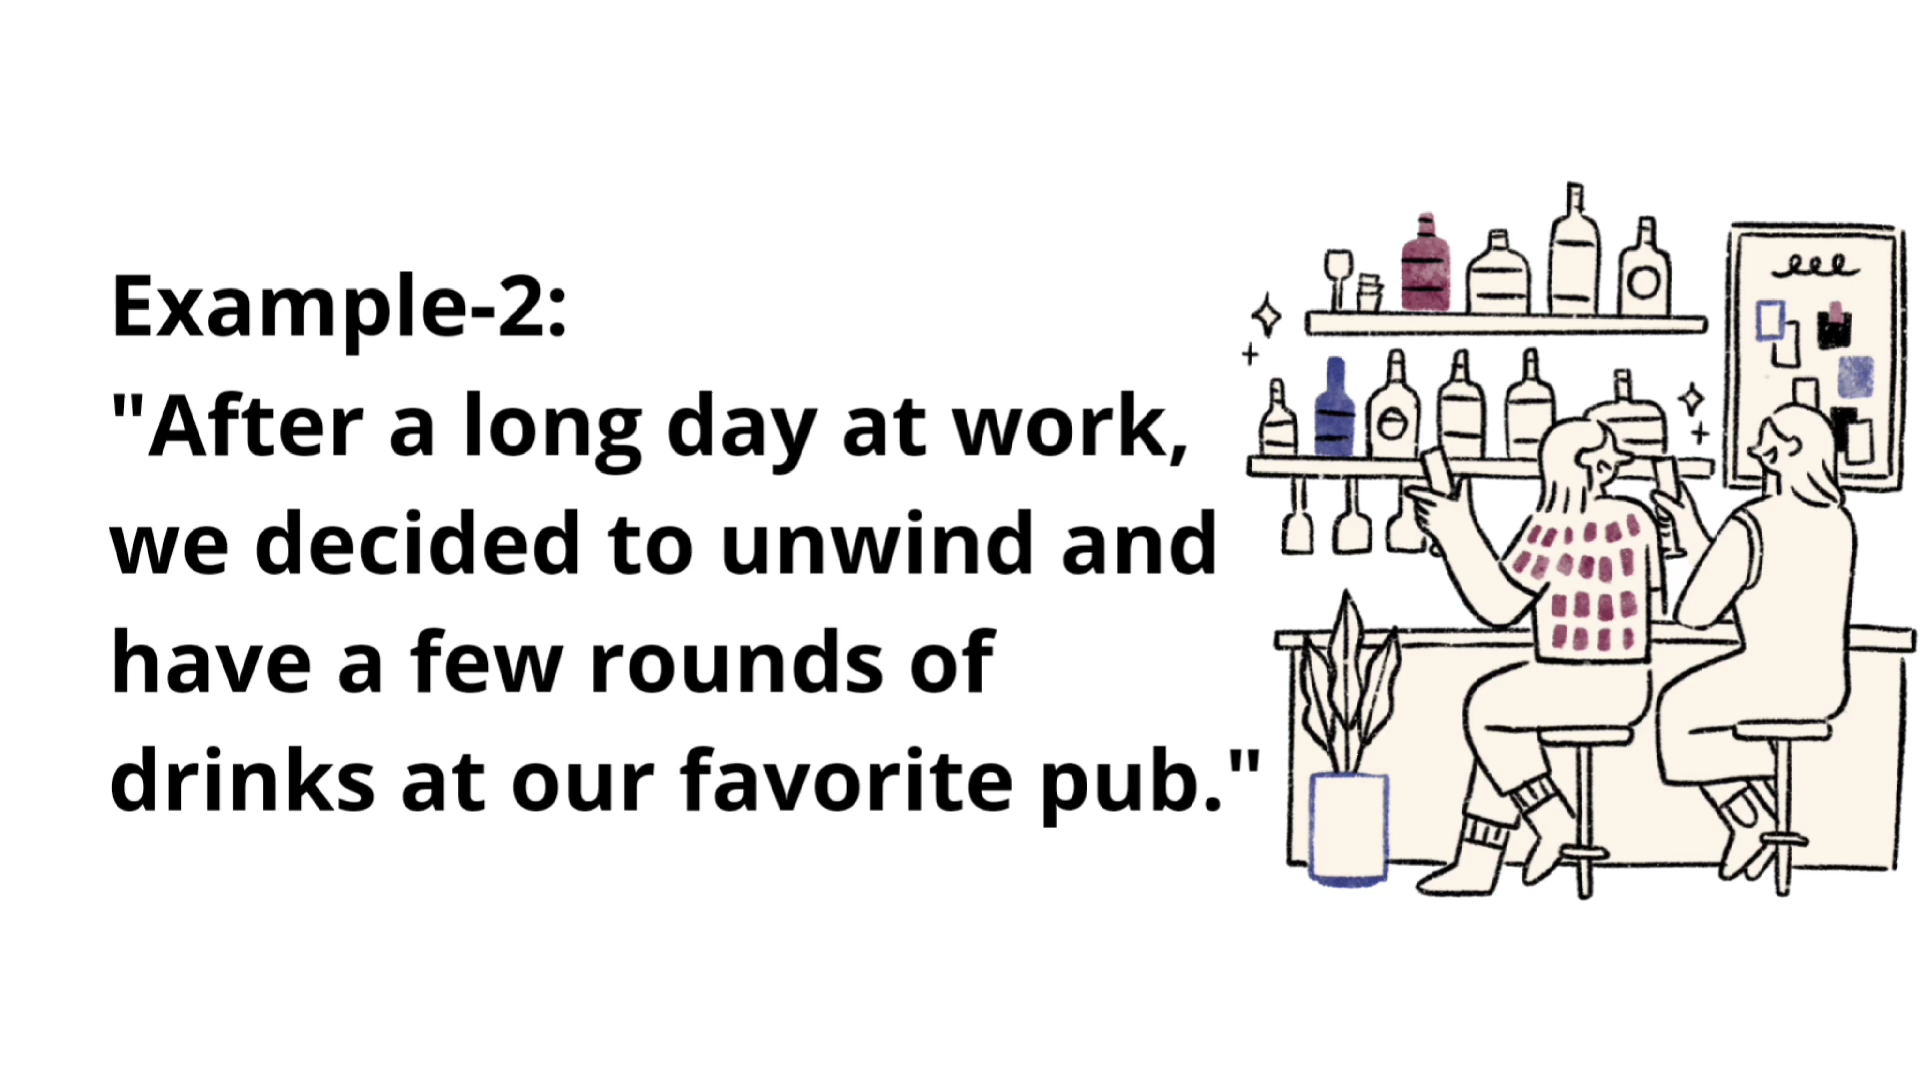 Example-2:
"After a long day at work,
we decided to unwind and
have a few rounds of
drinks at our favorite pub."